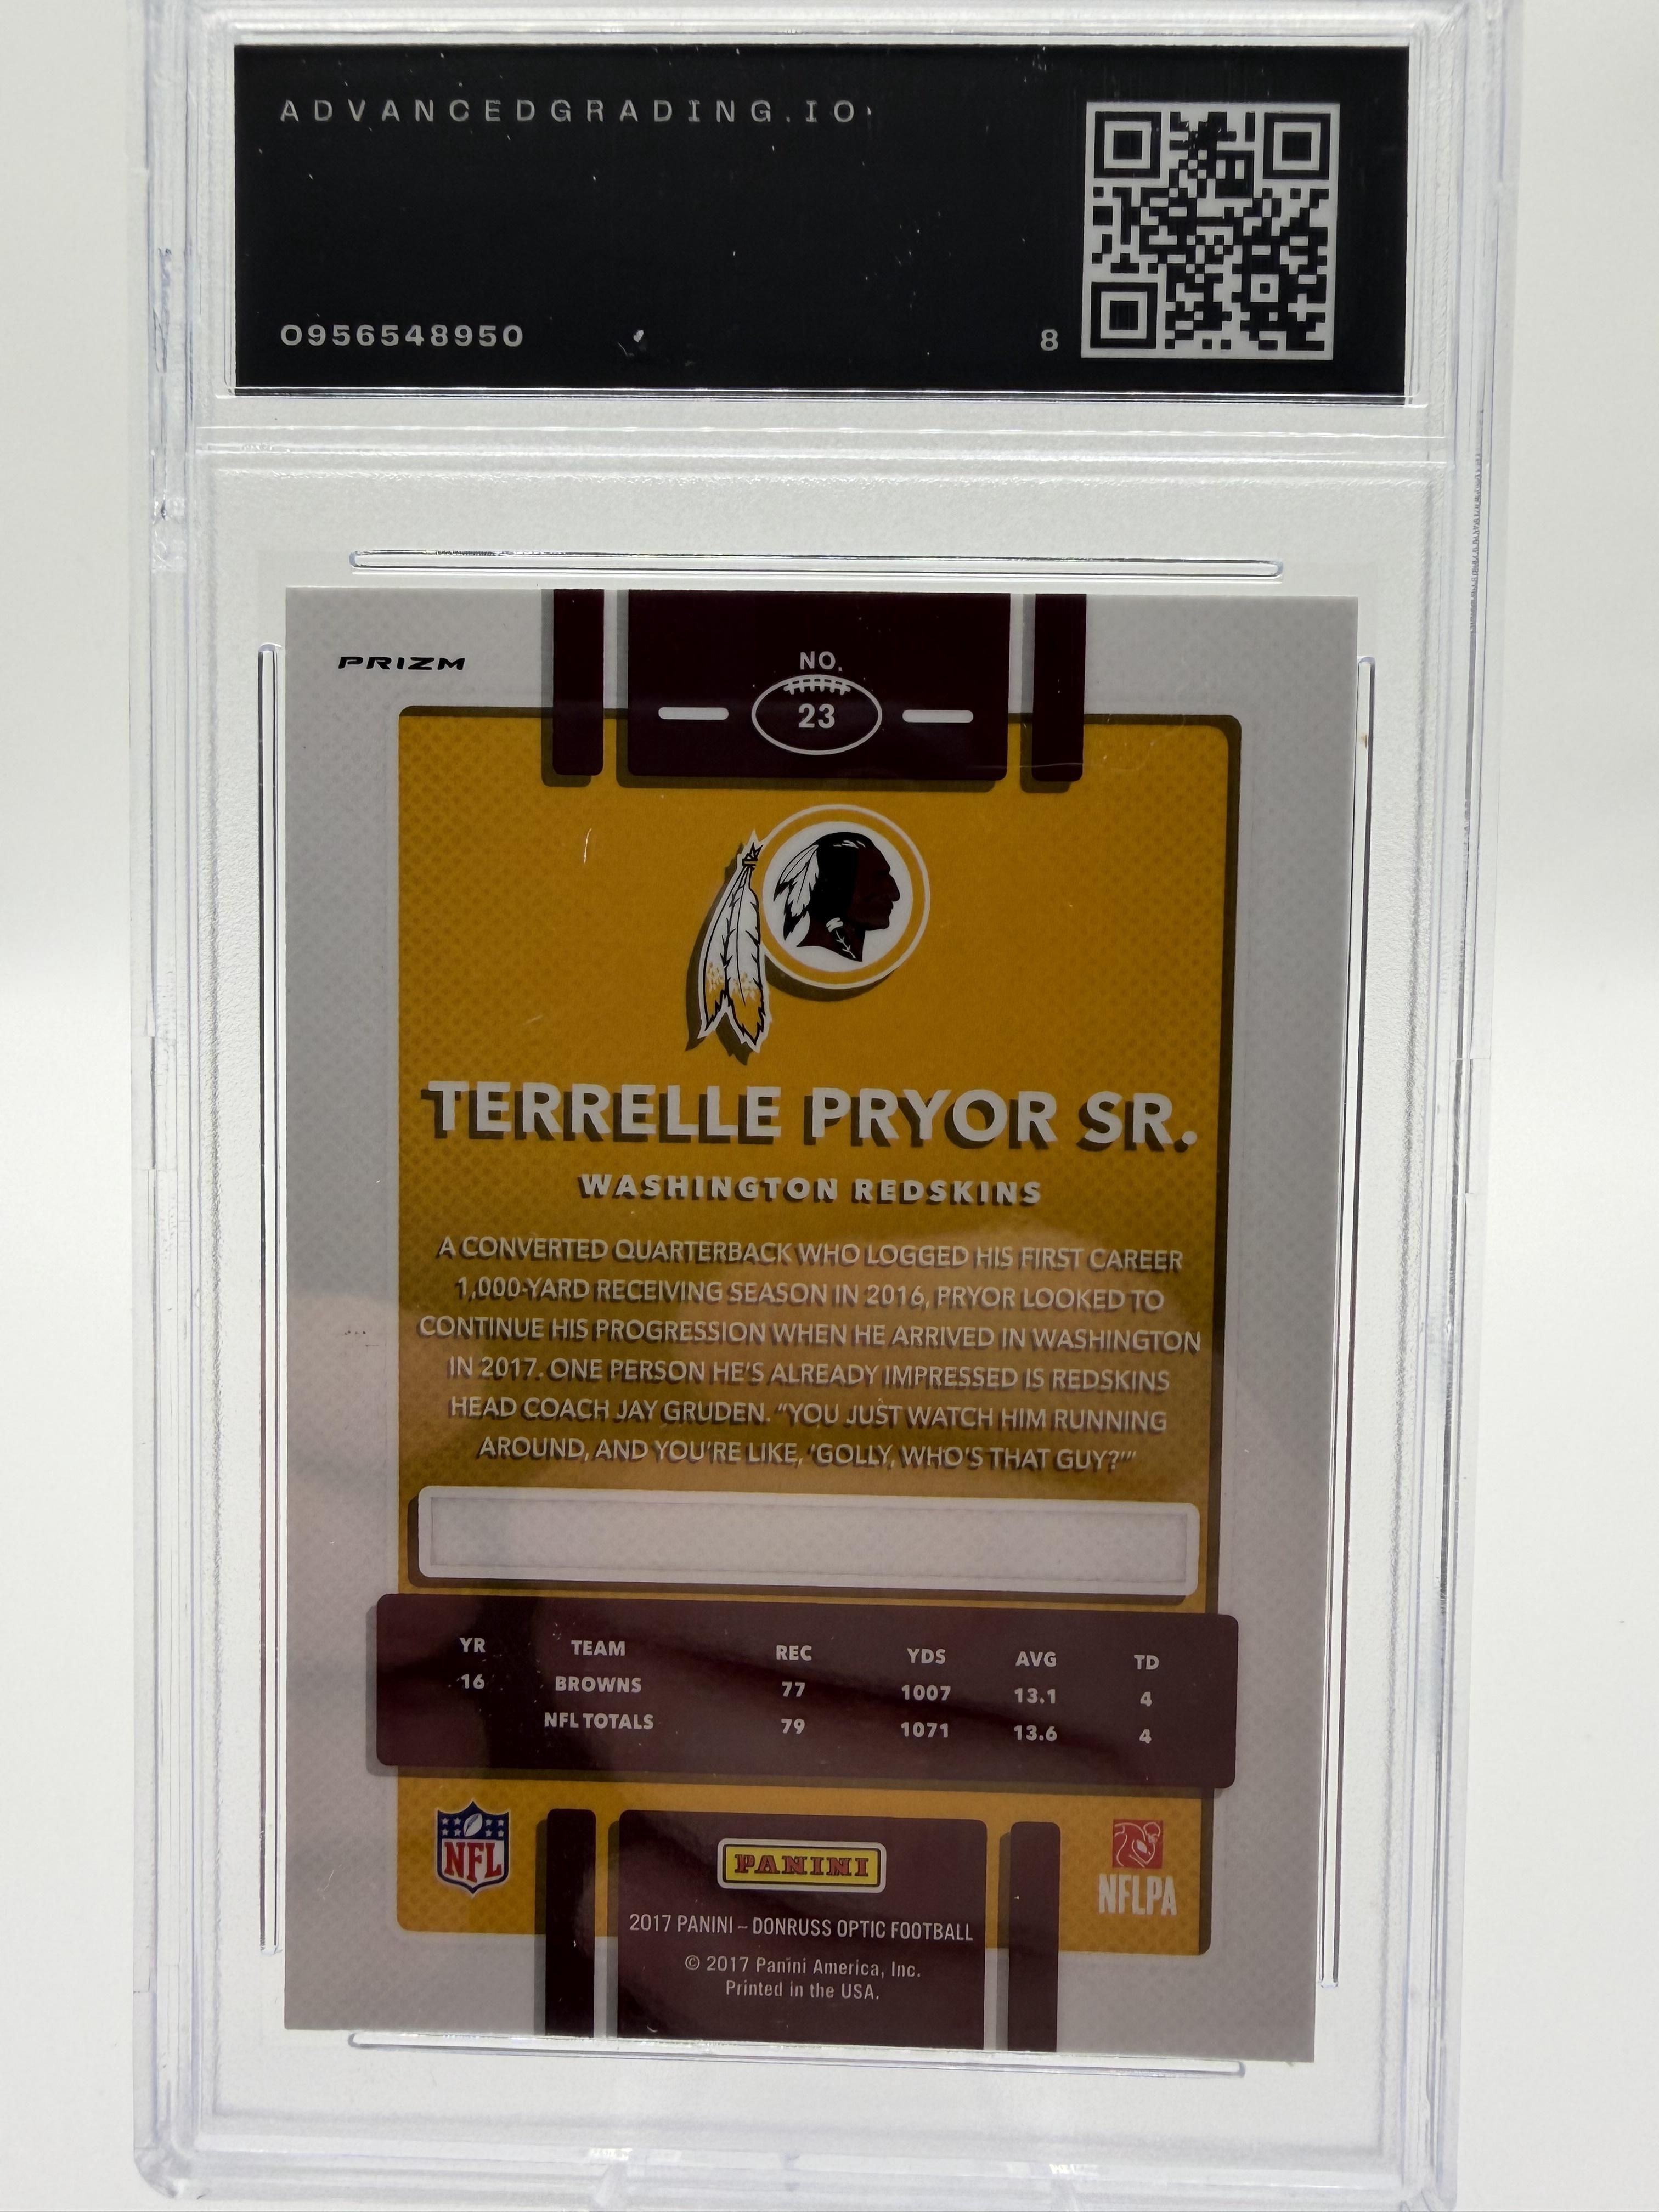 ADVANCEDGRADING.IO
0956548950
8
PRIZM
NO.
23
TERRELLE PRYOR SR.
WASHINGTON REDSKINS
A CONVERTED QUARTERBACK WHO LOGGED HIS FIRST CAREER
1,000-YARD RECEIVING SEASON IN 2016, PRYOR LOOKED TO
CONTINUE HIS PROGRESSION WHEN HE ARRIVED IN WASHINGTON
IN 2017. ONE PERSON HE'S ALREADY IMPRESSED IS REDSKINS
HEAD COACH JAY GRUDEN. "YOU JUST WATCH HIM RUNNING
AROUND, AND YOU'RE LIKE, 'GOLLY, WHO'S THAT GUY?'"
YR TEAM REC YDS AVG TD
16 BROWNS 77 1007 13.1 4
NFL TOTALS 79 1071 13.6 4
NFL
PANINI
NFLPA
2017 PANINI – DONRUSS OPTIC FOOTBALL
© 2017 Panini America, Inc.
Printed in the USA.